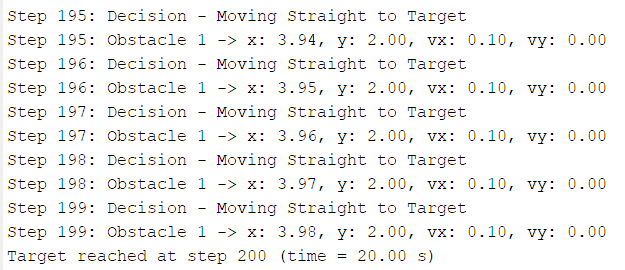 Step 195: Decision - Moving Straight to Target
Step 195: Obstacle 1 -> x: 3.94, y: 2.00, vx: 0.10, vy: 0.00
Step 196: Decision - Moving Straight to Target
Step 196: Obstacle 1 -> x: 3.95, y: 2.00, vx: 0.10, vy: 0.00
Step 197: Decision - Moving Straight to Target
Step 197: Obstacle 1 -> x: 3.96, y: 2.00, vx: 0.10, vy: 0.00
Step 198: Decision - Moving Straight to Target
Step 198: Obstacle 1 -> x: 3.97, y: 2.00, vx: 0.10, vy: 0.00
Step 199: Decision - Moving Straight to Target
Step 199: Obstacle 1 -> x: 3.98, y: 2.00, vx: 0.10, vy: 0.00
Target reached at step 200 (time = 20.00 s)